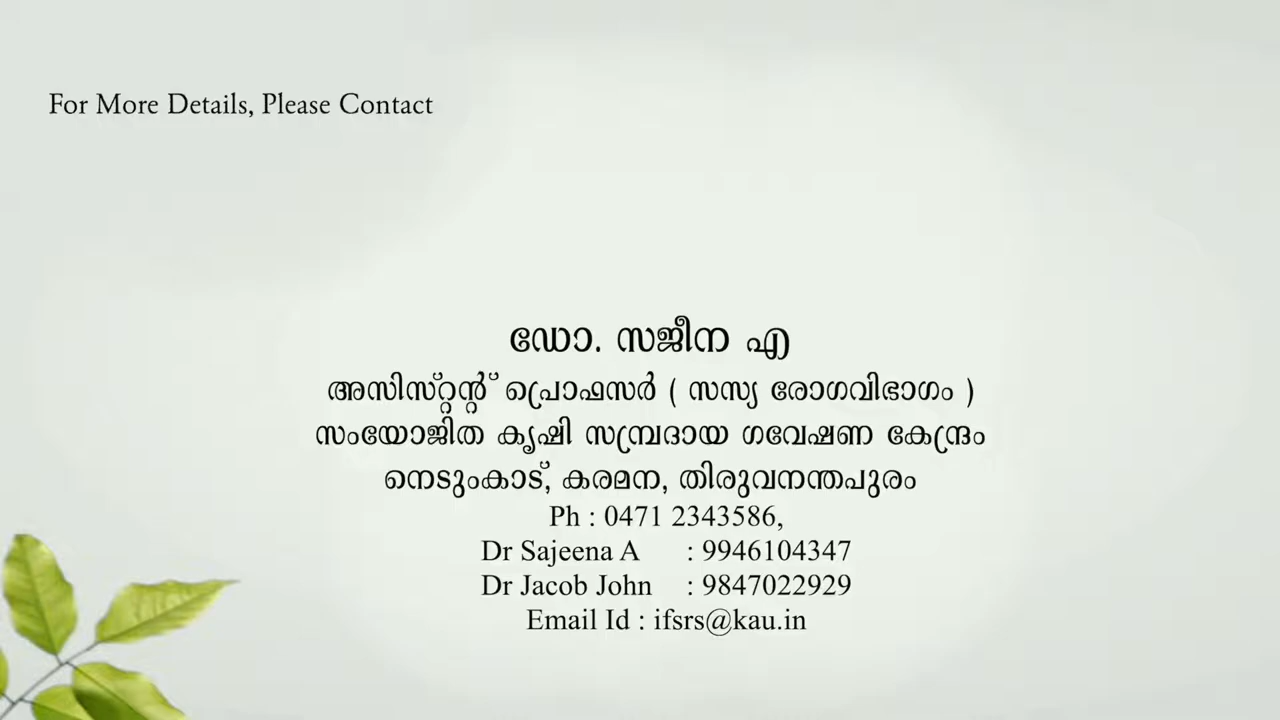 For More Details, Please Contact
ഡോ. സജീന എ
അസിസ്റ്റന്റ് പ്രൊഫസർ ( സസ്യ രോഗവിഭാഗം )
സംയോജിത കൃഷി സമ്പ്രദായ ഗവേഷണ കേന്ദ്രം
നെടുംകാട്, കരമന, തിരുവനന്തപുരം
Ph : 0471 2343586,
Dr Sajeena A : 9946104347
Dr Jacob John : 9847022929
Email Id : ifsrs@kau.in